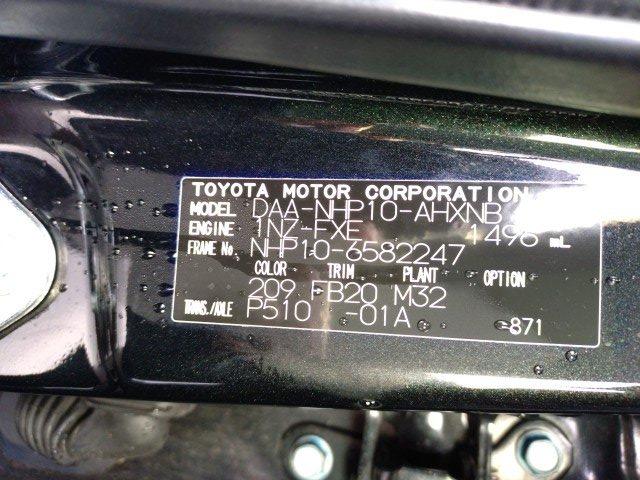 TOYOTA MOTOR CORPORATION
MODEL DAA-NHP10-AHXNB
ENGINE 1NZ-FXE 1496 mL
FRAME No. NHP10-6582247
COLOR TRIM PLANT OPTION
209 FB20 M32
TRANS./AXLE P510 -01A
-871